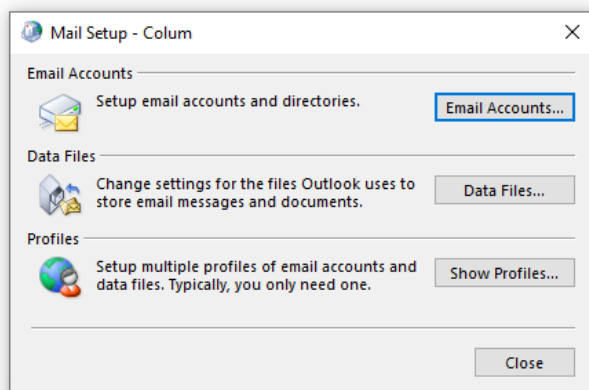 Mail Setup - Colum
Email Accounts
Setup email accounts and directories.
Email Accounts...
Data Files
Change settings for the files Outlook uses to
store email messages and documents.
Data Files...
Profiles
Setup multiple profiles of email accounts and
data files. Typically, you only need one.
Show Profiles...
Close